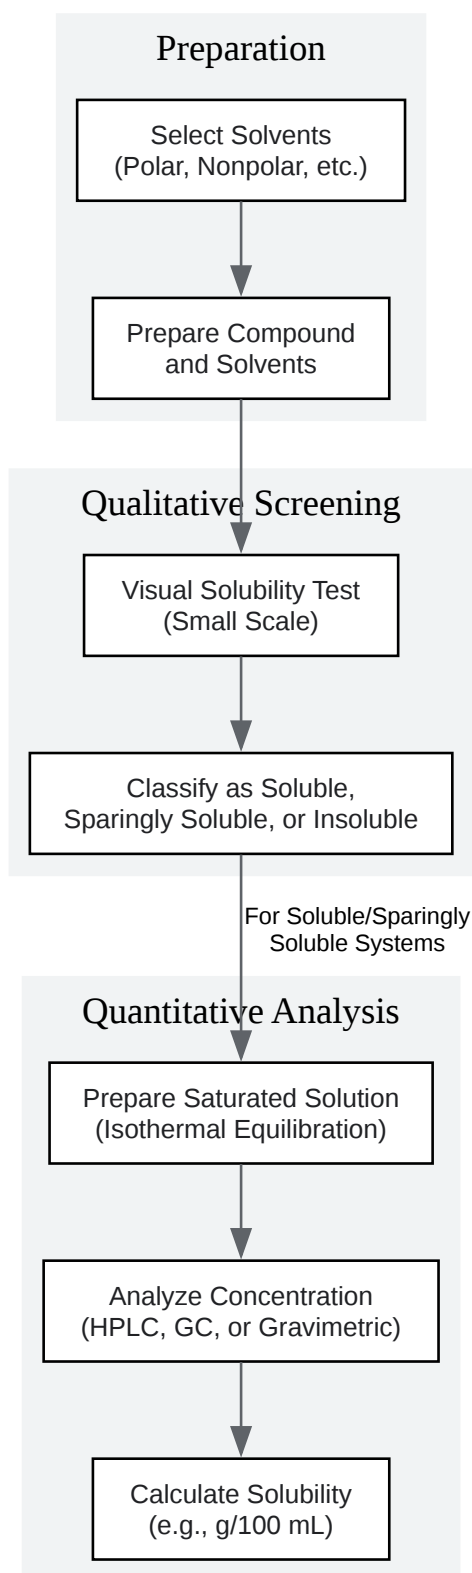 Preparation
Select Solvents
(Polar, Nonpolar, etc.)
Prepare Compound
and Solvents
Qualitative Screening
Visual Solubility Test
(Small Scale)
Classify as Soluble,
Sparingly Soluble, or Insoluble
For Soluble/Sparingly
Soluble Systems
Quantitative Analysis
Prepare Saturated Solution
(Isothermal Equilibration)
Analyze Concentration
(HPLC, GC, or Gravimetric)
Calculate Solubility
(e.g., g/100 mL)